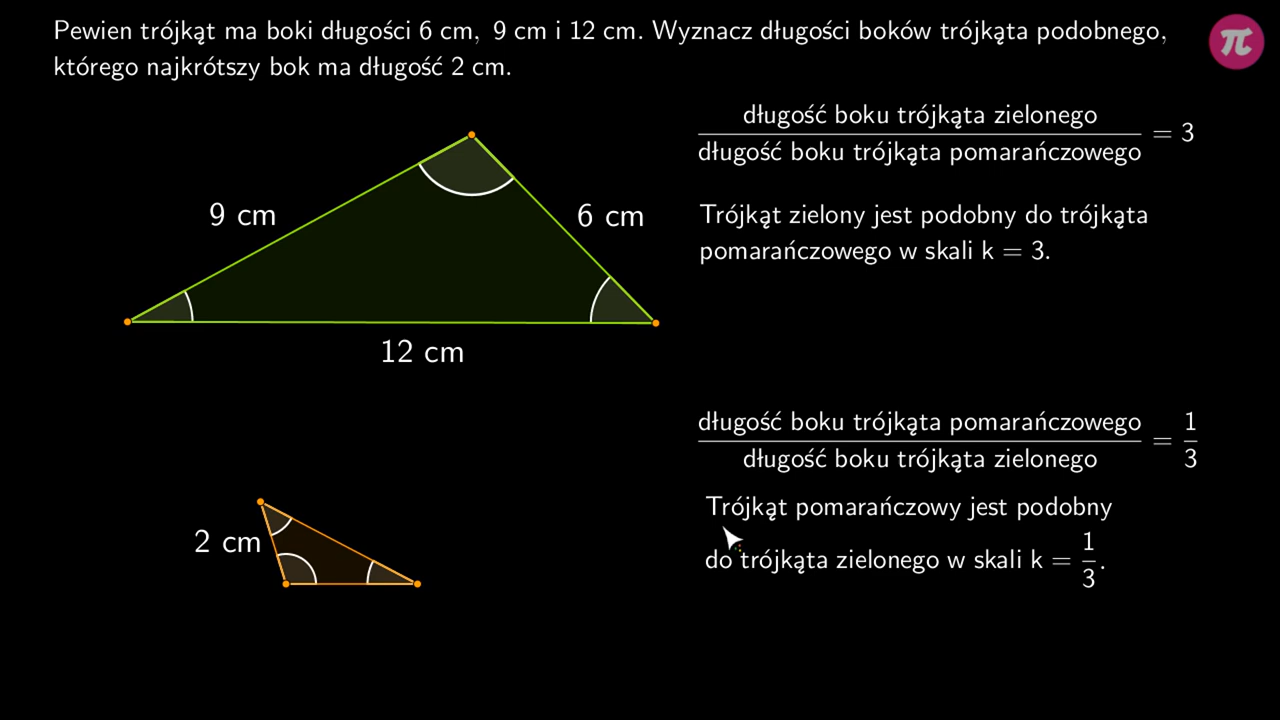 Pewien trójkąt ma boki długości 6 cm, 9 cm i 12 cm. Wyznacz długości boków trójkąta podobnego,
którego najkrótszy bok ma długość 2 cm.
π
długość boku trójkąta zielonego
długość boku trójkąta pomarańczowego
= 3
9 cm
6 cm
Trójkąt zielony jest podobny do trójkąta
pomarańczowego w skali k = 3.
12 cm
długość boku trójkąta pomarańczowego
długość boku trójkąta zielonego
= 1/3
2 cm
Trójkąt pomarańczowy jest podobny
do trójkąta zielonego w skali k = 1/3.